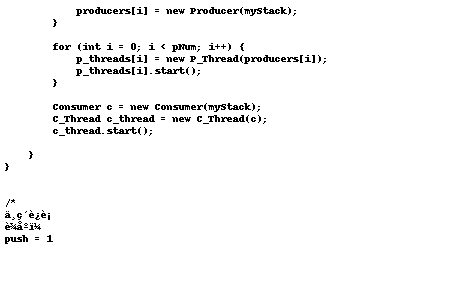 producers[i] = new Producer(myStack);
}
for (int i = 0; i < pNum; i++) {
p_threads[i] = new P_Thread(producers[i]);
p_threads[i].start();
}
Consumer c = new Consumer(myStack);
C_Thread c_thread = new C_Thread(c);
c_thread.start();
}
}
/*
ä¸ç´è¿è¡
è¾åºï¼
push = 1